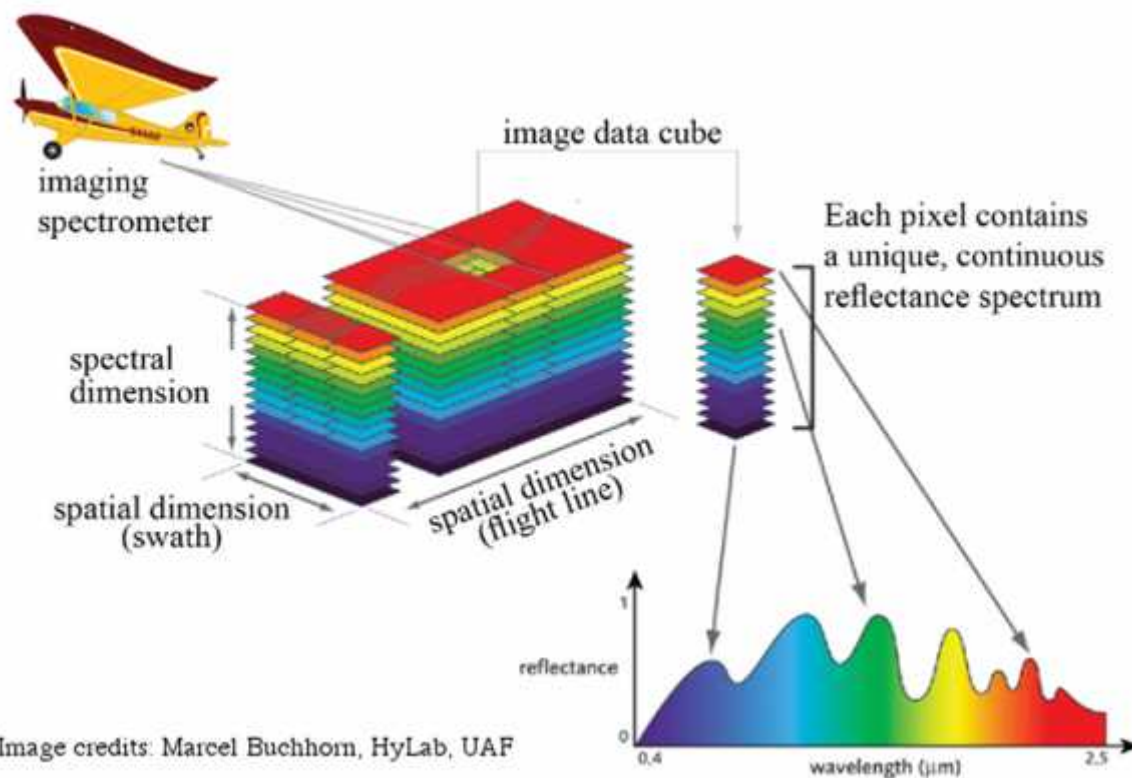 imaging
spectrometer
image data cube
Each pixel contains
a unique, continuous
reflectance spectrum
spectral
dimension
spatial dimension
(swath)
spatial dimension
(flight line)
1
reflectance
0
0.4
2.5
wavelength (μm)
Image credits: Marcel Buchhorn, HyLab, UAF